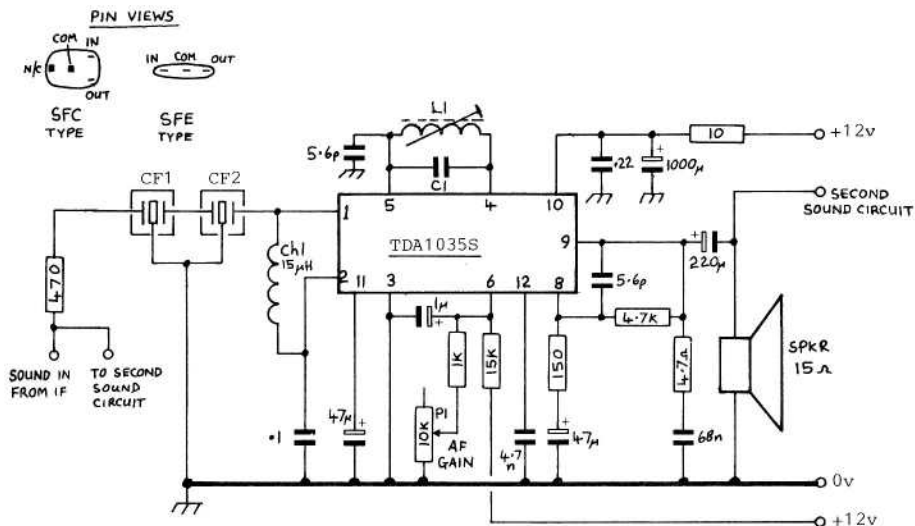 PIN VIEWS
COM
IN
N/C
OUT
SFC
TYPE
IN COM OUT
SFE
TYPE
L1
5.6p
C1
10
+12v
.22
+
1000µ
SECOND
SOUND CIRCUIT
CF1
CF2
5
4
10
1
TDA1035S
9
+
220µ
Ch1
15µH
2
11
3
6
12
8
5.6p
470
1µ
+
4.7K
SPKR
15Ω
SOUND IN
FROM IF
TO SECOND
SOUND
CIRCUIT
1K
15K
150
4.7Ω
.1
47µ
+
10K
P1
AF
GAIN
4.7
n
+
47µ
68n
0v
+12v